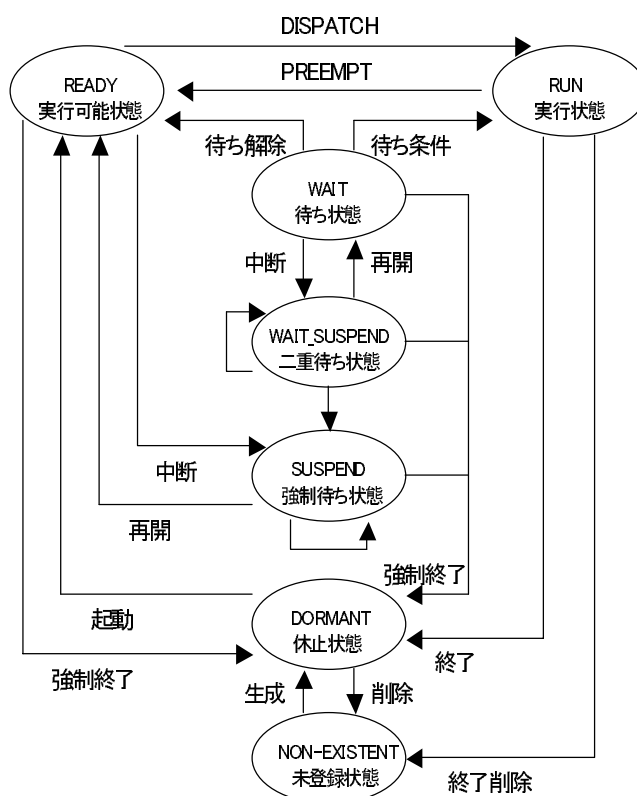 DISPATCH
READY
実行可能状態
PREEMPT
RUN
実行状態
待ち解除
待ち条件
WAIT
待ち状態
中断
再開
WAIT_SUSPEND
二重待ち状態
中断
SUSPEND
強制待ち状態
再開
強制終了
起動
DORMANT
休止状態
終了
強制終了
生成
削除
NON-EXISTENT
未登録状態
終了削除